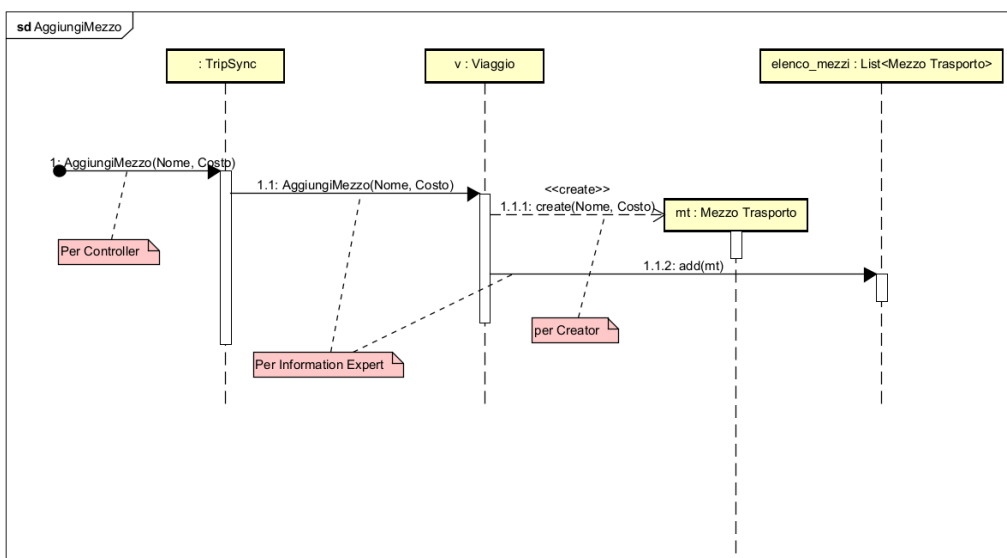 sd AggiungiMezzo
: TripSync
v : Viaggio
elenco_mezzi : List<Mezzo Trasporto>
1: AggiungiMezzo(Nome, Costo)
1.1: AggiungiMezzo(Nome, Costo)
<<create>>
1.1.1: create(Nome, Costo)
mt : Mezzo Trasporto
Per Controller
1.1.2: add(mt)
per Creator
Per Information Expert